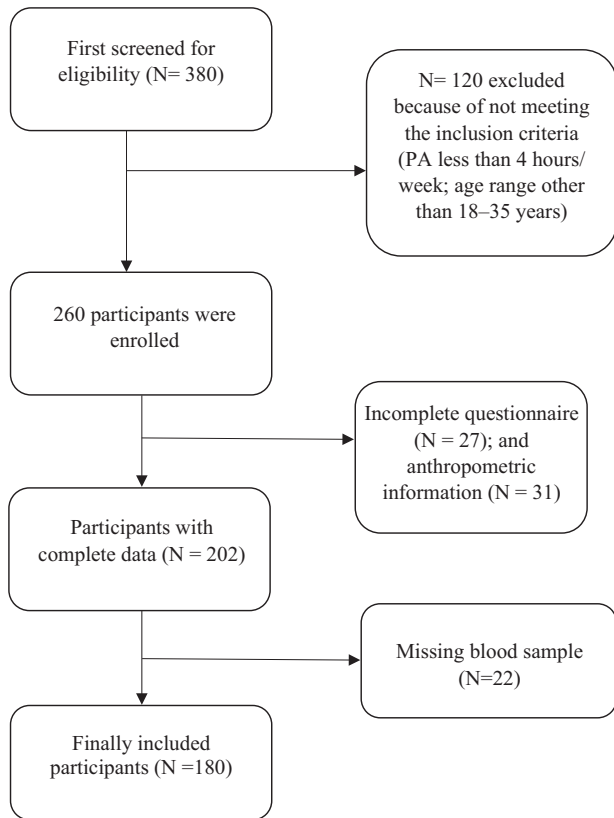 First screened for
eligibility (N= 380)
N= 120 excluded
because of not meeting
the inclusion criteria
(PA less than 4 hours/
week; age range other
than 18–35 years)
260 participants were
enrolled
Incomplete questionnaire
(N = 27); and
anthropometric
information (N = 31)
Participants with
complete data (N = 202)
Missing blood sample
(N=22)
Finally included
participants (N =180)